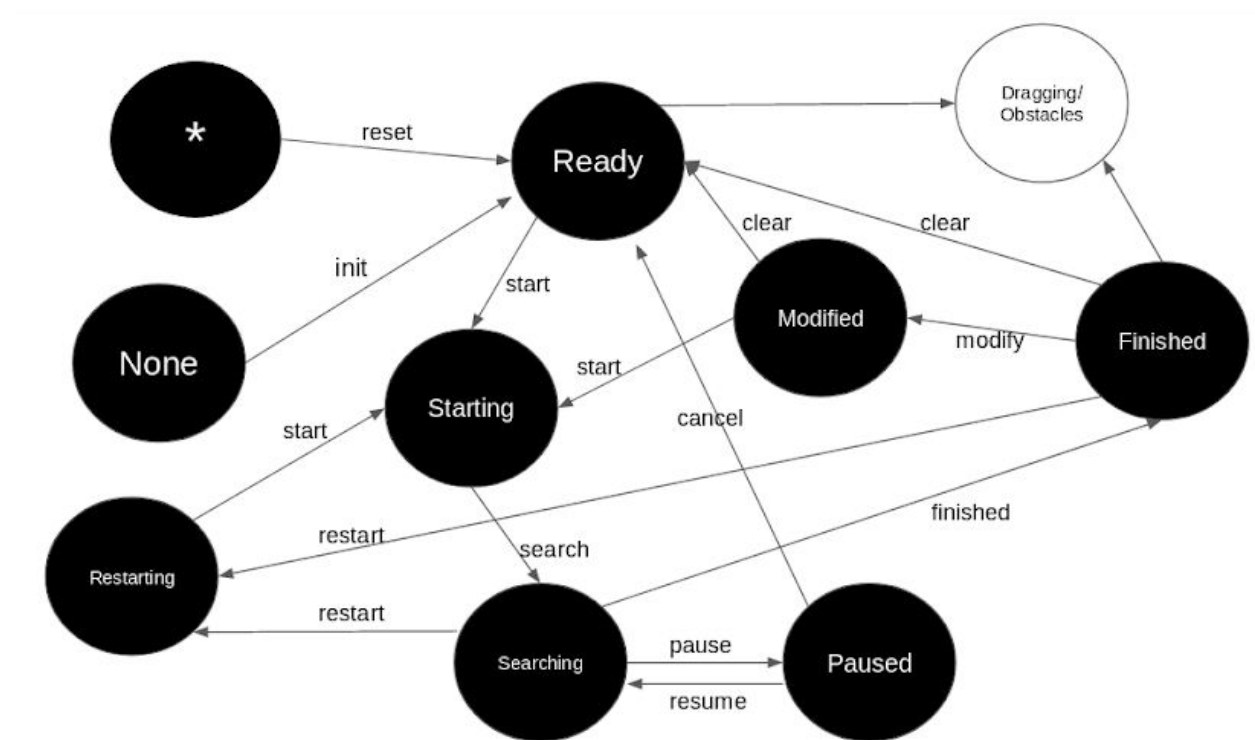 Dragging/
Obstacles
*
reset
Ready
clear
clear
init
start
Modified
modify
Finished
None
start
Starting
cancel
start
finished
restart
search
Restarting
restart
Searching
pause
Paused
resume